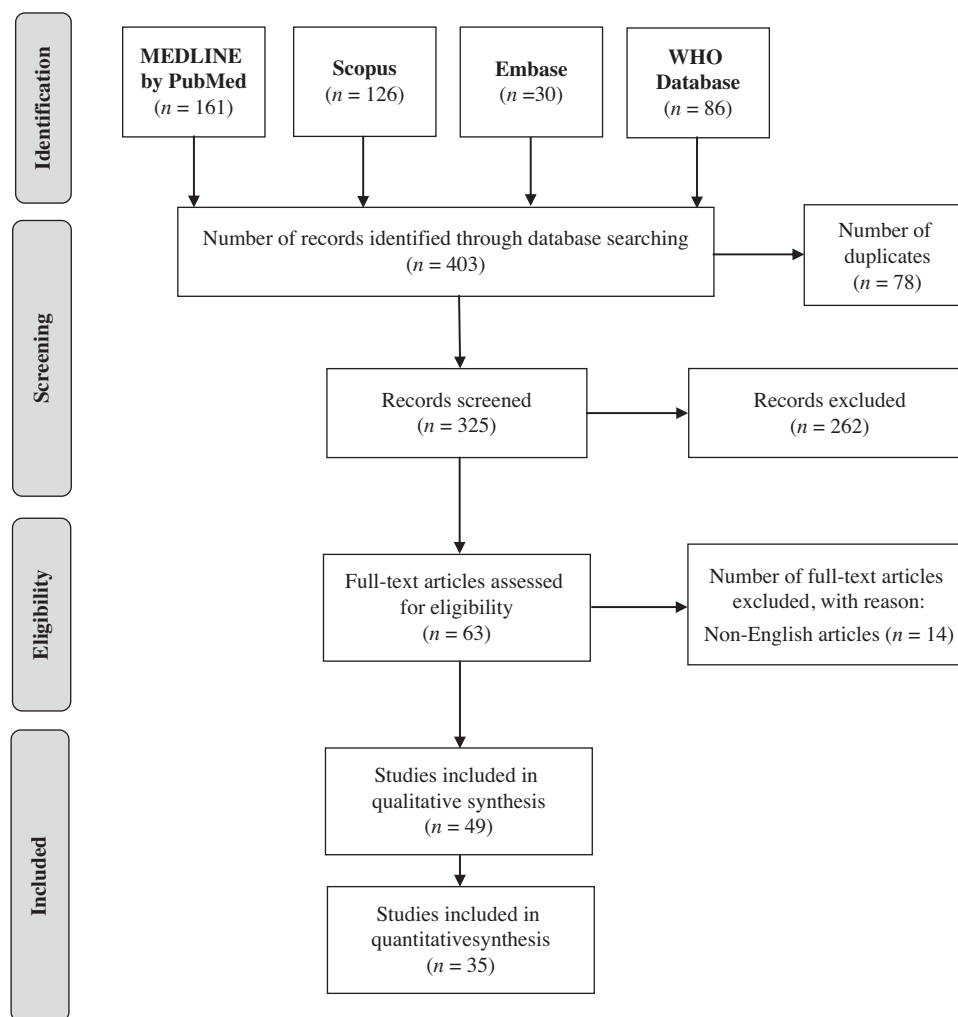 Identification
MEDLINE
by PubMed
(n = 161)
Scopus
(n = 126)
Embase
(n =30)
WHO
Database
(n = 86)
Screening
Number of records identified through database searching
(n = 403)
Number of
duplicates
(n = 78)
Records screened
(n = 325)
Records excluded
(n = 262)
Eligibility
Full-text articles assessed
for eligibility
(n = 63)
Number of full-text articles
excluded, with reason:
Non-English articles (n = 14)
Included
Studies included in
qualitative synthesis
(n = 49)
Studies included in
quantitativesynthesis
(n = 35)